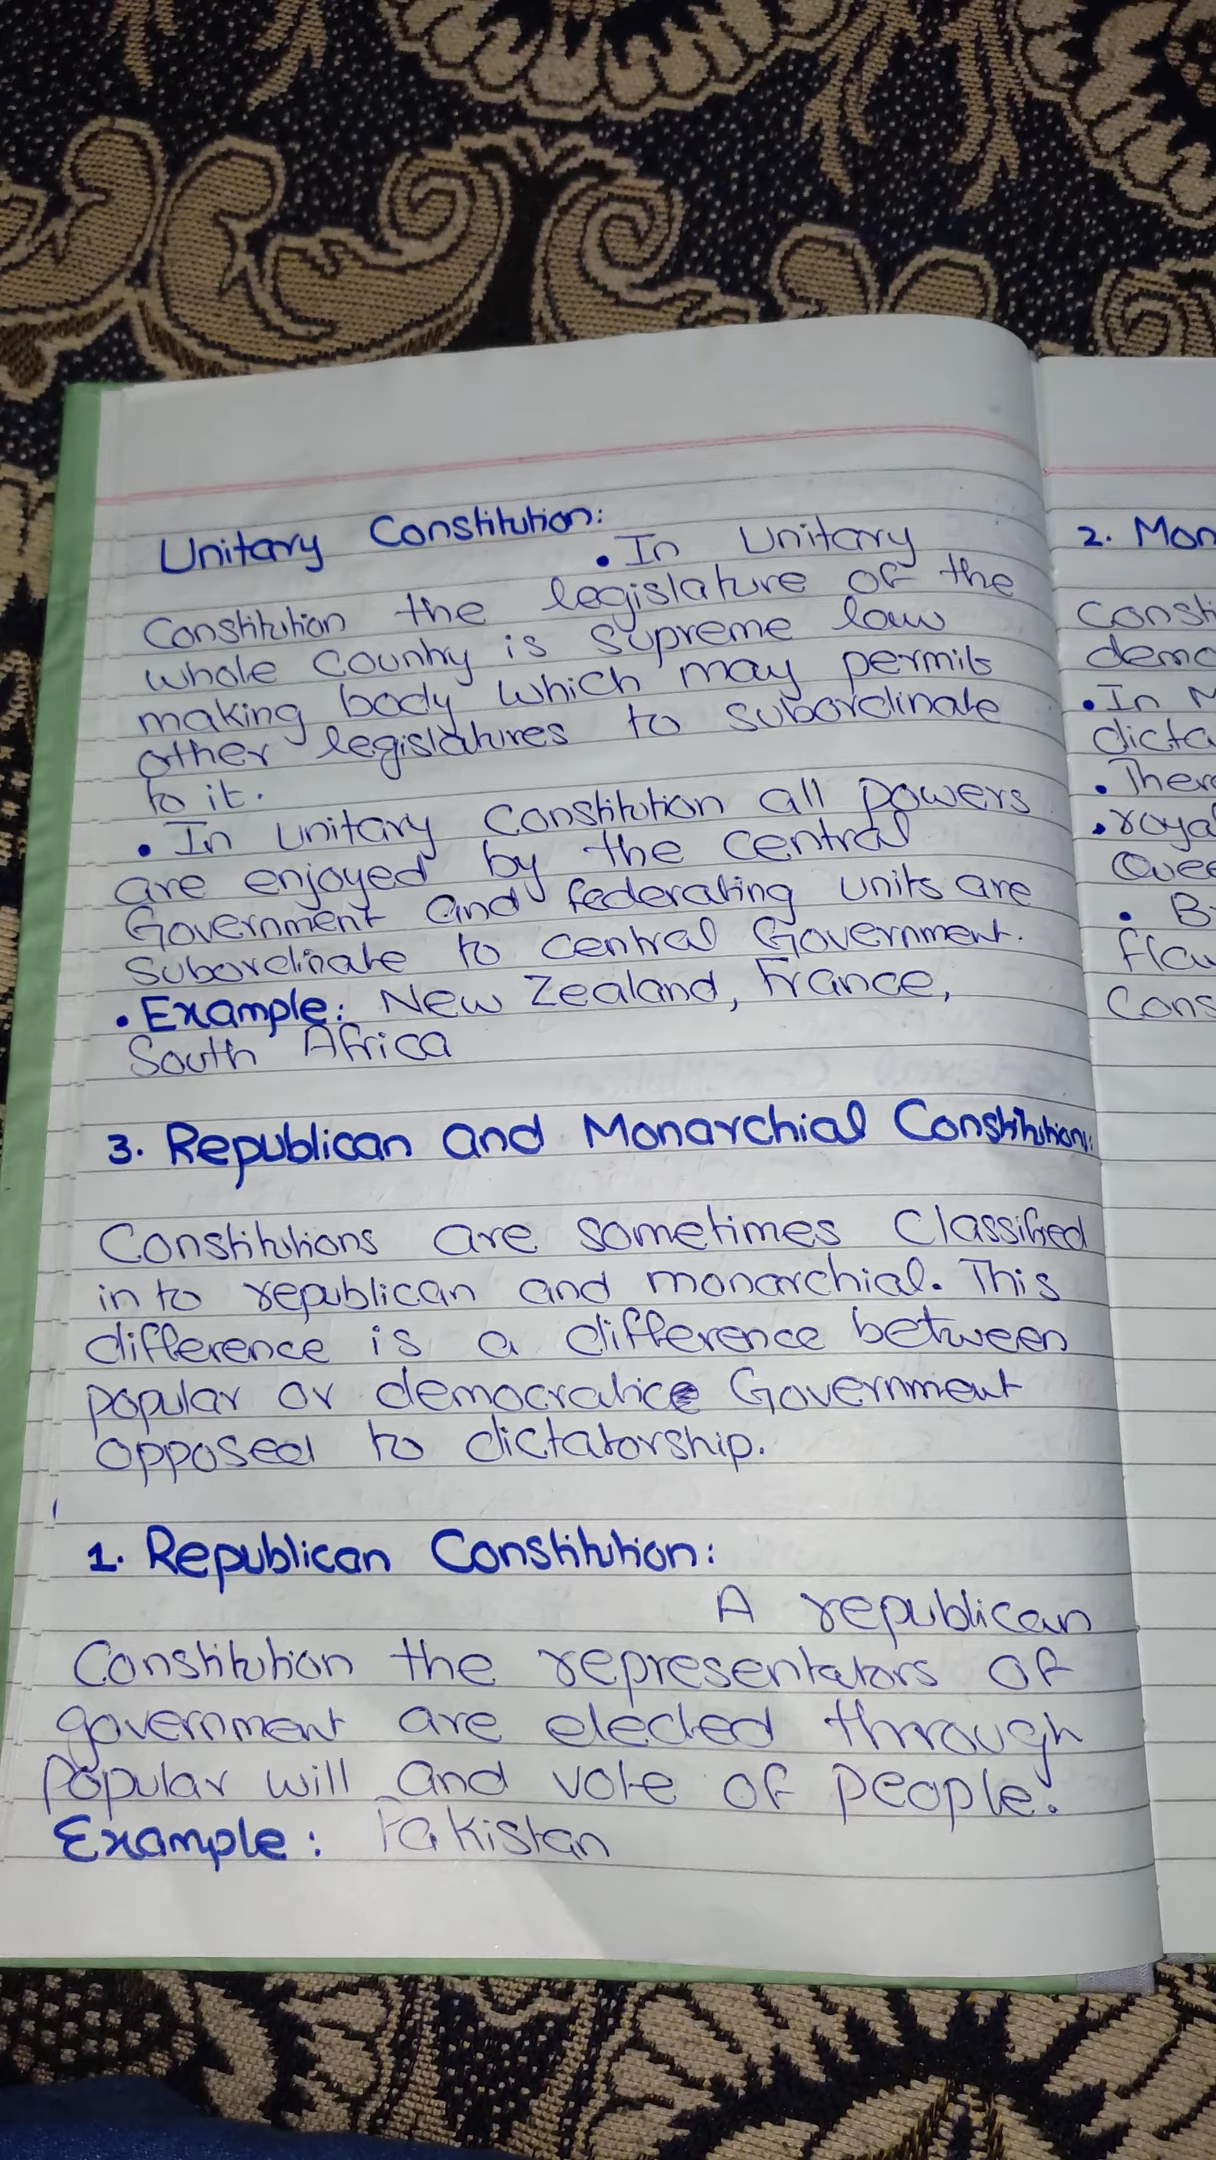 Unitary Constitution:
• In Unitary
Constitution the legislature of the
whole Country is supreme law
making body which may permit
other legislatures to subordinate
to it.
• In unitary Constitution all powers
are enjoyed by the central
Government and federating units are
subordinate to central Government.
• Example: New Zealand, France,
South Africa
3. Republican and Monarchial Constitution:
Constitutions are sometimes Classified
into republican and monarchial. This
difference is a difference between
popular or democratice Government
opposed to dictatorship.
1. Republican Constitution:
A republican
Constitution the representators of
government are elected through
Popular will and vote of people.
Example: Pakistan
2. Mon
Consti
demo
• In M
dicta
• There
• royal
Quee
• B
flav
Cons